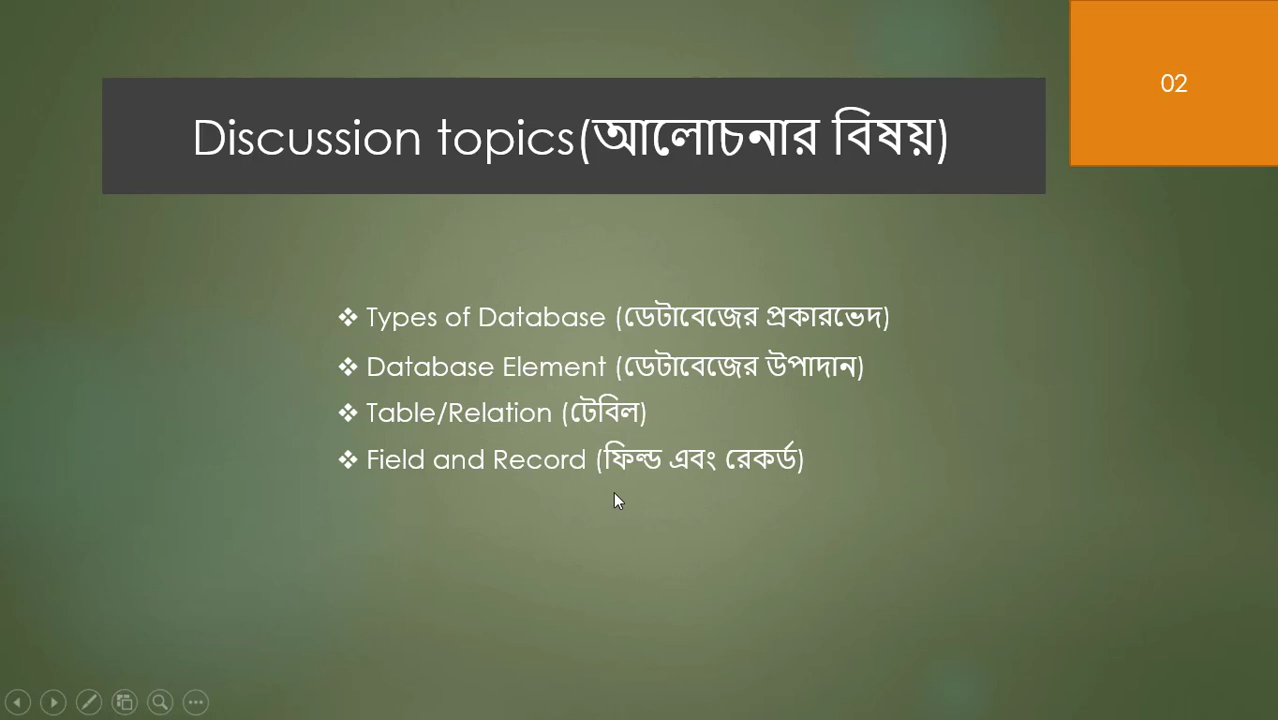 02
Discussion topics(আলোচনার বিষয়)
❖ Types of Database (ডেটাবেজের প্রকারভেদ)
❖ Database Element (ডেটাবেজের উপাদান)
❖ Table/Relation (টেবিল)
❖ Field and Record (ফিল্ড এবং রেকর্ড)